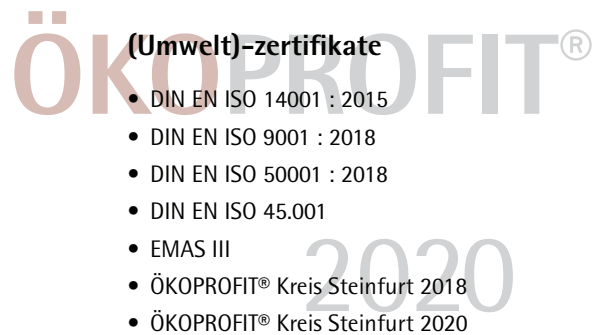 ÖKOPROFIT®
(Umwelt)-zertifikate
• DIN EN ISO 14001 : 2015
• DIN EN ISO 9001 : 2018
• DIN EN ISO 50001 : 2018
• DIN EN ISO 45.001
• EMAS III
2020
• ÖKOPROFIT® Kreis Steinfurt 2018
• ÖKOPROFIT® Kreis Steinfurt 2020